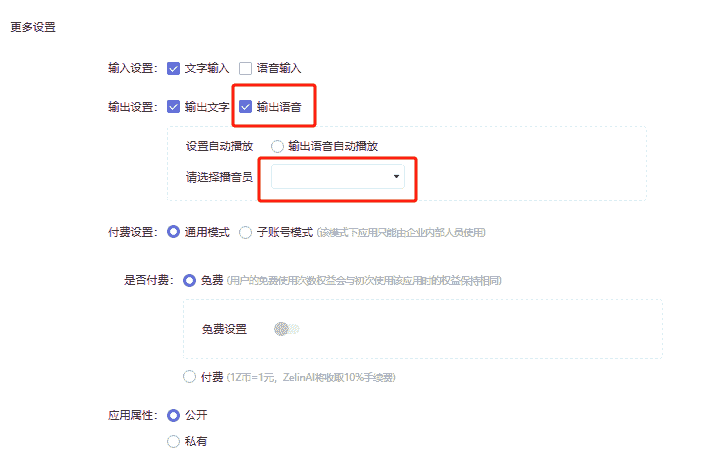 更多设置
输入设置： 文字输入 语音输入
输出设置： 输出文字 输出语音
设置自动播放 输出语音自动播放
请选择播音员
付费设置： 通用模式 子账号模式 (该模式下应用只能由企业内部人员使用)
是否付费： 免费 (用户的免费使用次数权益会与初次使用该应用时的权益保持相同)
免费设置
付费 (1Z币=1元，ZelinAI将收取10%手续费)
应用属性： 公开
私有